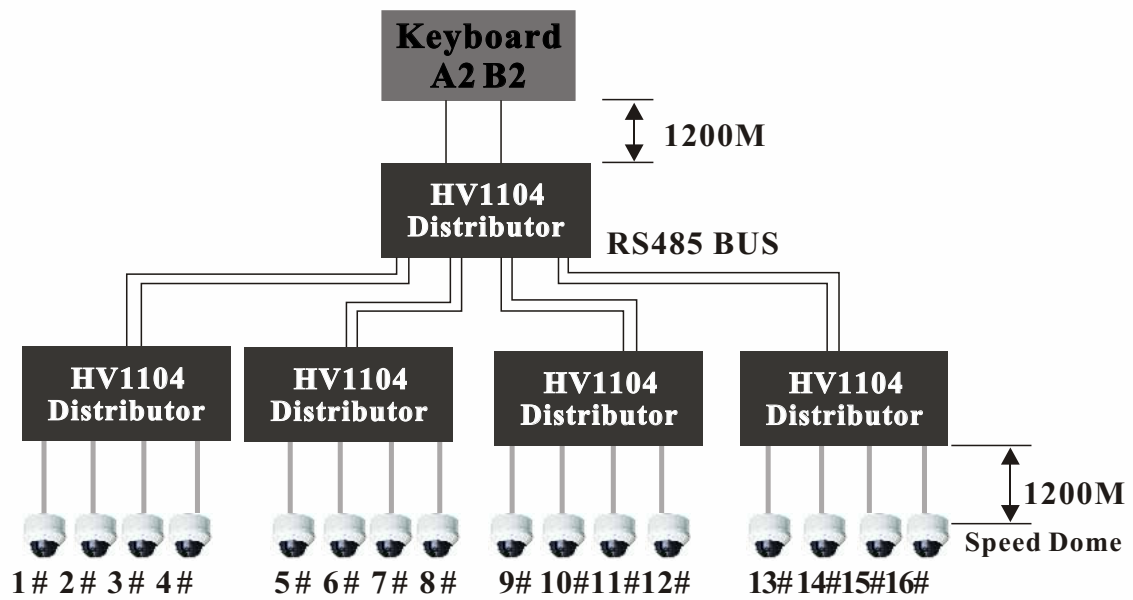 Keyboard
A2 B2
1200M
HV1104
Distributor
RS485 BUS
HV1104
Distributor
HV1104
Distributor
HV1104
Distributor
HV1104
Distributor
1200M
Speed Dome
1# 2# 3# 4# 5# 6# 7# 8# 9# 10# 11# 12# 13# 14# 15# 16#